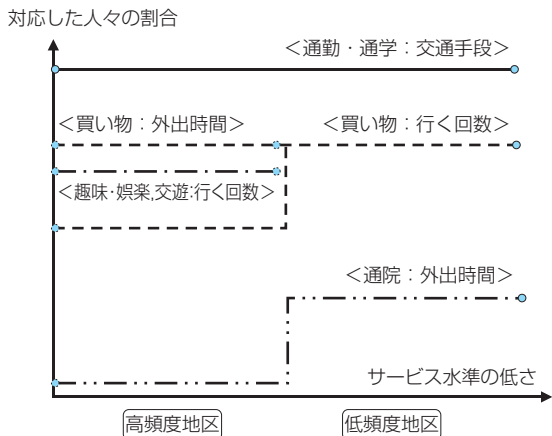 対応した人々の割合
＜通勤・通学：交通手段＞
＜買い物：外出時間＞
＜買い物：行く回数＞
＜趣味･娯楽,交遊:行く回数＞
＜通院：外出時間＞
サービス水準の低さ
高頻度地区
低頻度地区